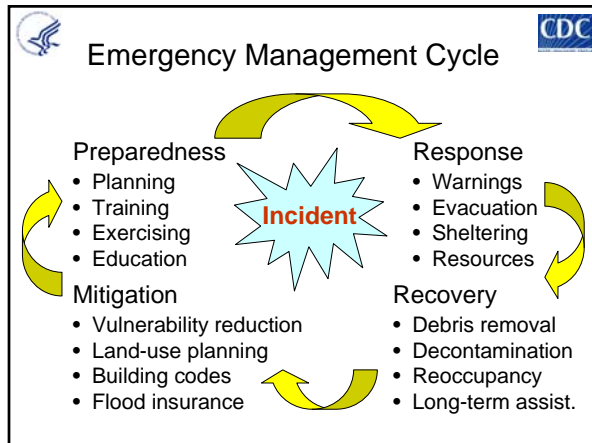 Emergency Management Cycle
CDC
Preparedness
• Planning
• Training
• Exercising
• Education
Incident
Response
• Warnings
• Evacuation
• Sheltering
• Resources
Mitigation
• Vulnerability reduction
• Land-use planning
• Building codes
• Flood insurance
Recovery
• Debris removal
• Decontamination
• Reoccupancy
• Long-term assist.